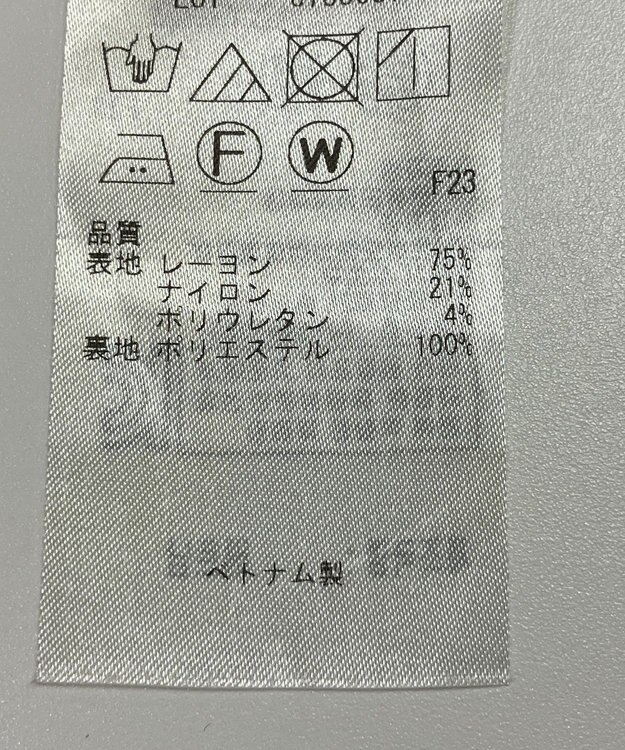 F W
F23
品質
表地 レーヨン 75%
ナイロン 21%
ポリウレタン 4%
裏地 ポリエステル 100%
ベトナム製